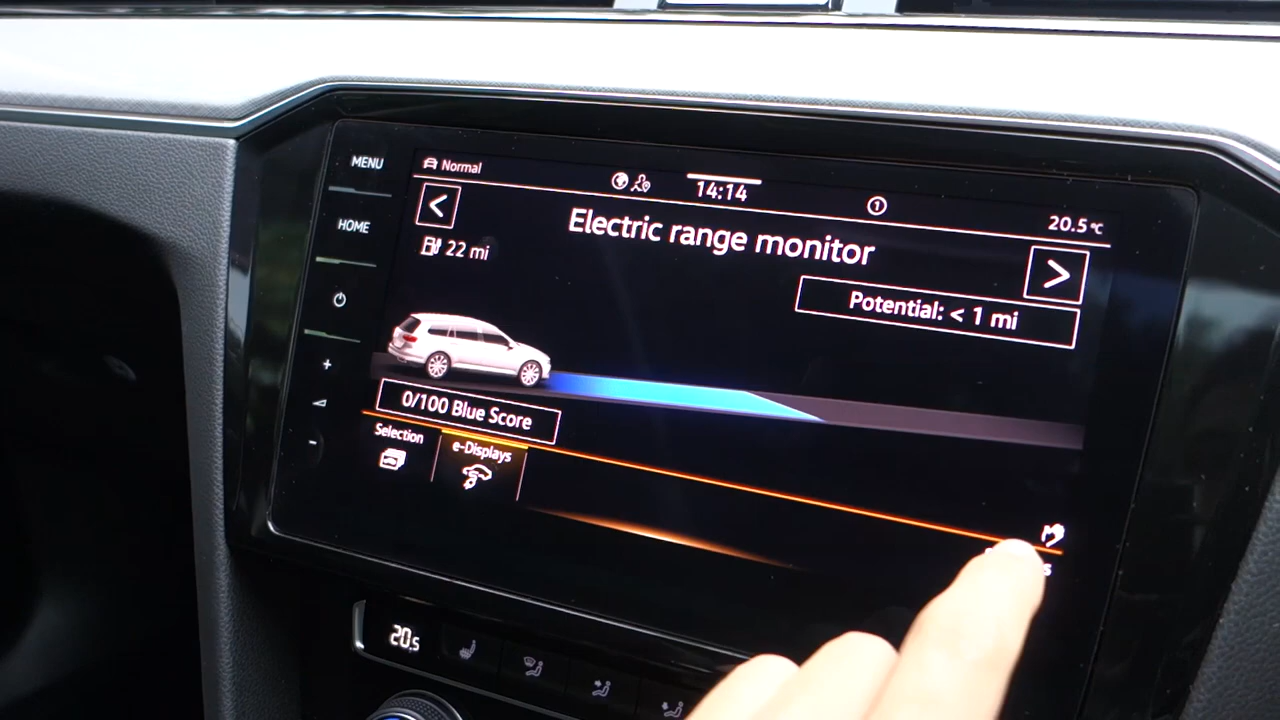 MENU
HOME
Normal
14:14
1
20.5°C
<
Electric range monitor
22 mi
>
Potential: < 1 mi
0/100 Blue Score
Selection
e-Displays
+
-
20.5